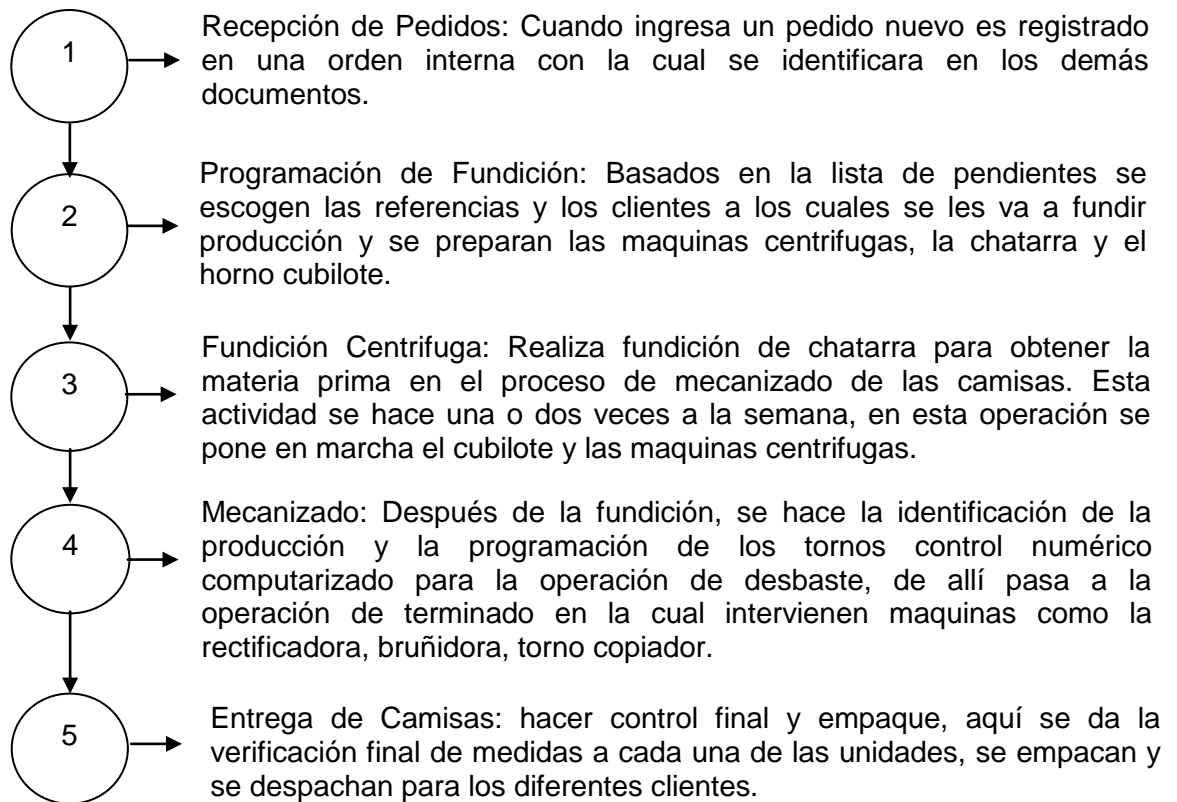 1
Recepción de Pedidos: Cuando ingresa un pedido nuevo es registrado
en una orden interna con la cual se identificara en los demás
documentos.
2
Programación de Fundición: Basados en la lista de pendientes se
escogen las referencias y los clientes a los cuales se les va a fundir
producción y se preparan las maquinas centrifugas, la chatarra y el
horno cubilote.
3
Fundición Centrifuga: Realiza fundición de chatarra para obtener la
materia prima en el proceso de mecanizado de las camisas. Esta
actividad se hace una o dos veces a la semana, en esta operación se
pone en marcha el cubilote y las maquinas centrifugas.
4
Mecanizado: Después de la fundición, se hace la identificación de la
producción y la programación de los tornos control numérico
computarizado para la operación de desbaste, de allí pasa a la
operación de terminado en la cual intervienen maquinas como la
rectificadora, bruñidora, torno copiador.
5
Entrega de Camisas: hacer control final y empaque, aquí se da la
verificación final de medidas a cada una de las unidades, se empacan y
se despachan para los diferentes clientes.